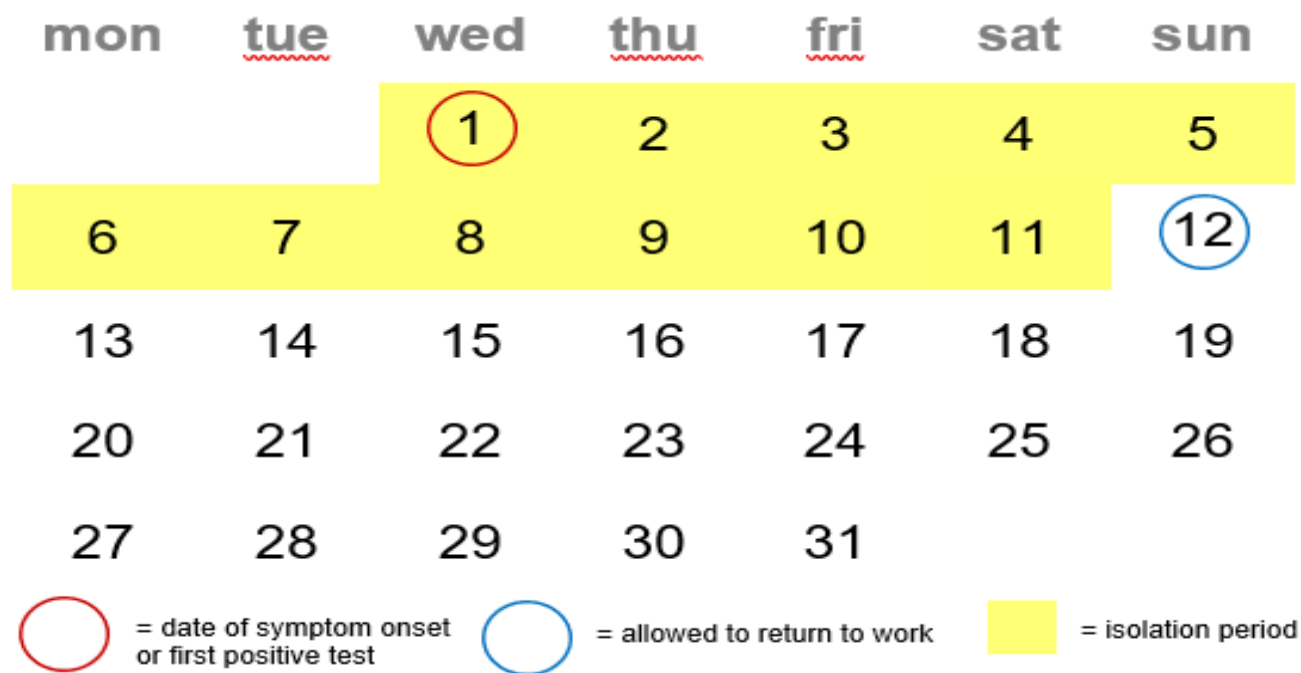 mon tue wed thu fri sat sun
1 2 3 4 5
6 7 8 9 10 11 12
13 14 15 16 17 18 19
20 21 22 23 24 25 26
27 28 29 30 31
= date of symptom onset
or first positive test
= allowed to return to work
= isolation period